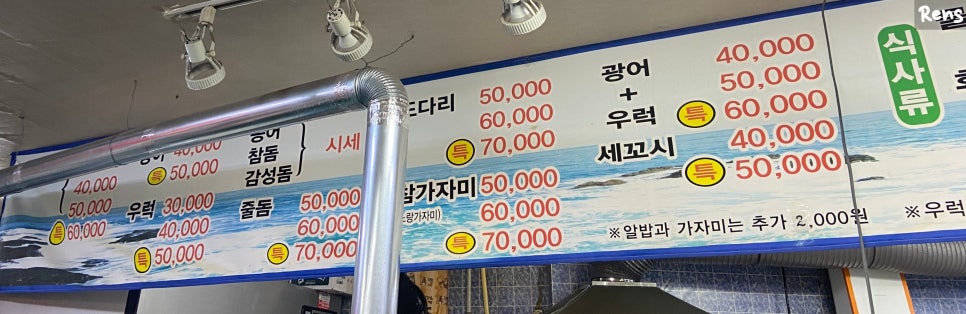 Rens
40,000
50,000
특 60,000
40,000
특 50,000
우럭 30,000
40,000
특 50,000
참돔
감성돔
시세
줄돔 50,000
60,000
특 70,000
도다리 50,000
60,000
특 70,000
참가자미 50,000
(노랑가자미) 60,000
특 70,000
광어
+
우럭
40,000
50,000
특 60,000
세꼬시 40,000
특 50,000
※알밥과 가자미는 추가 2,000원
식사류
※우럭